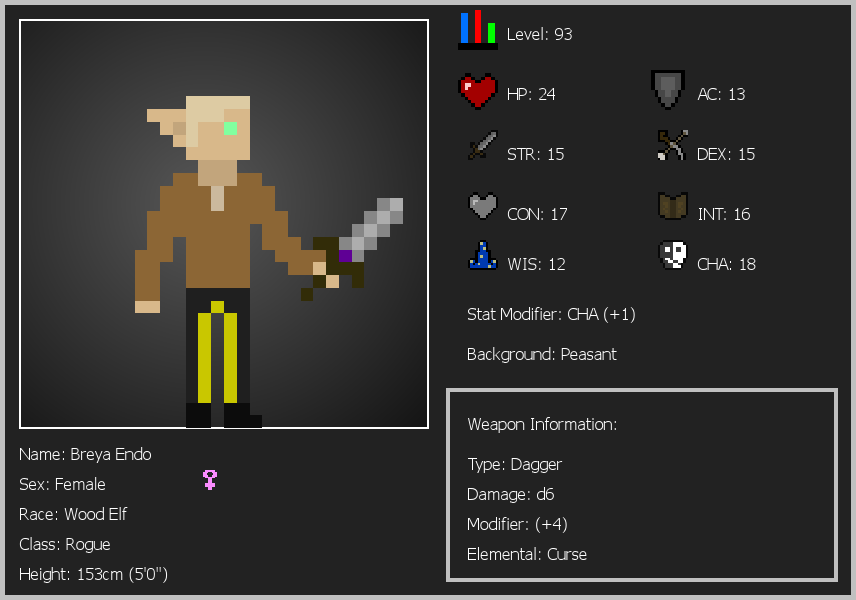 Level: 93
HP: 24
AC: 13
STR: 15
DEX: 15
CON: 17
INT: 16
WIS: 12
CHA: 18
Stat Modifier: CHA (+1)
Background: Peasant
Weapon Information:
Type: Dagger
Damage: d6
Modifier: (+4)
Elemental: Curse
Name: Breya Endo
Sex: Female
Race: Wood Elf
Class: Rogue
Height: 153cm (5'0")